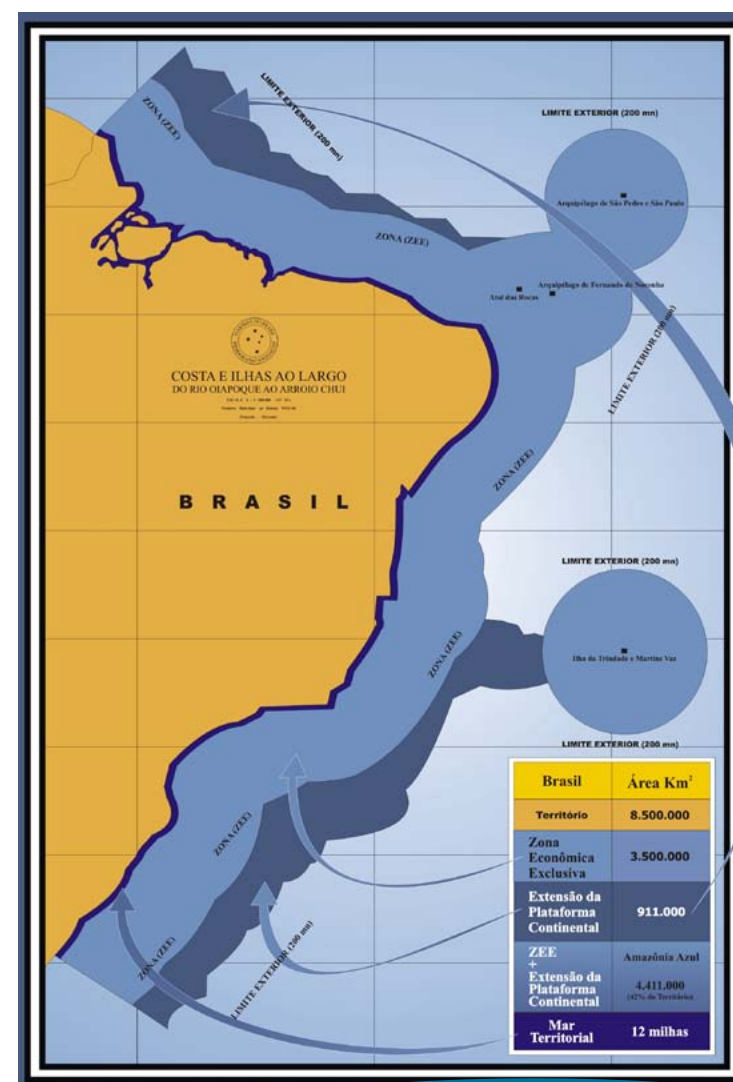 LIMITE EXTERIOR (200 mn)
ZONA (ZEE)
LIMITE EXTERIOR (200 mn)
Arquipélago de São Pedro e São Paulo
ZONA (ZEE)
Arquipélago de Fernando de Noronha
Atol das Rocas
LIMITE EXTERIOR (200 mn)
COSTA E ILHAS AO LARGO
DO RIO OIAPOQUE AO ARROIO CHUI
ZONA (ZEE)
BRASIL
LIMITE EXTERIOR (200 mn)
ZONA (ZEE)
Ilha da Trindade e Martins Vaz
LIMITE EXTERIOR (200 mn)
ZONA (ZEE)
ZONA (ZEE)
LIMITE EXTERIOR (200 mn)
Brasil Área Km²
Território 8.500.000
Zona
Econômica
Exclusiva
3.500.000
Extensão da
Plataforma
Continental
911.000
ZEE
+
Extensão da
Plataforma
Continental
Amazônia Azul
4.411.000
(42% do Território)
Mar
Territorial
12 milhas